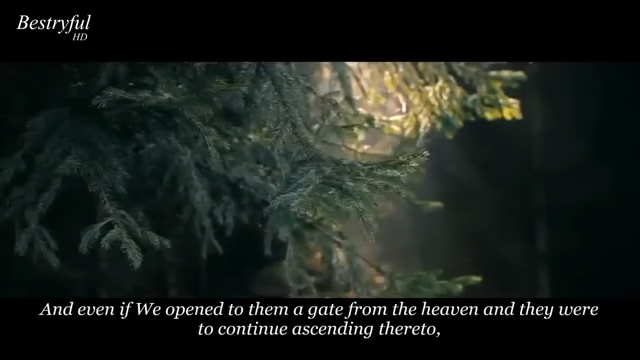 Bestryful
HD
And even if We opened to them a gate from the heaven and they were
to continue ascending thereto,